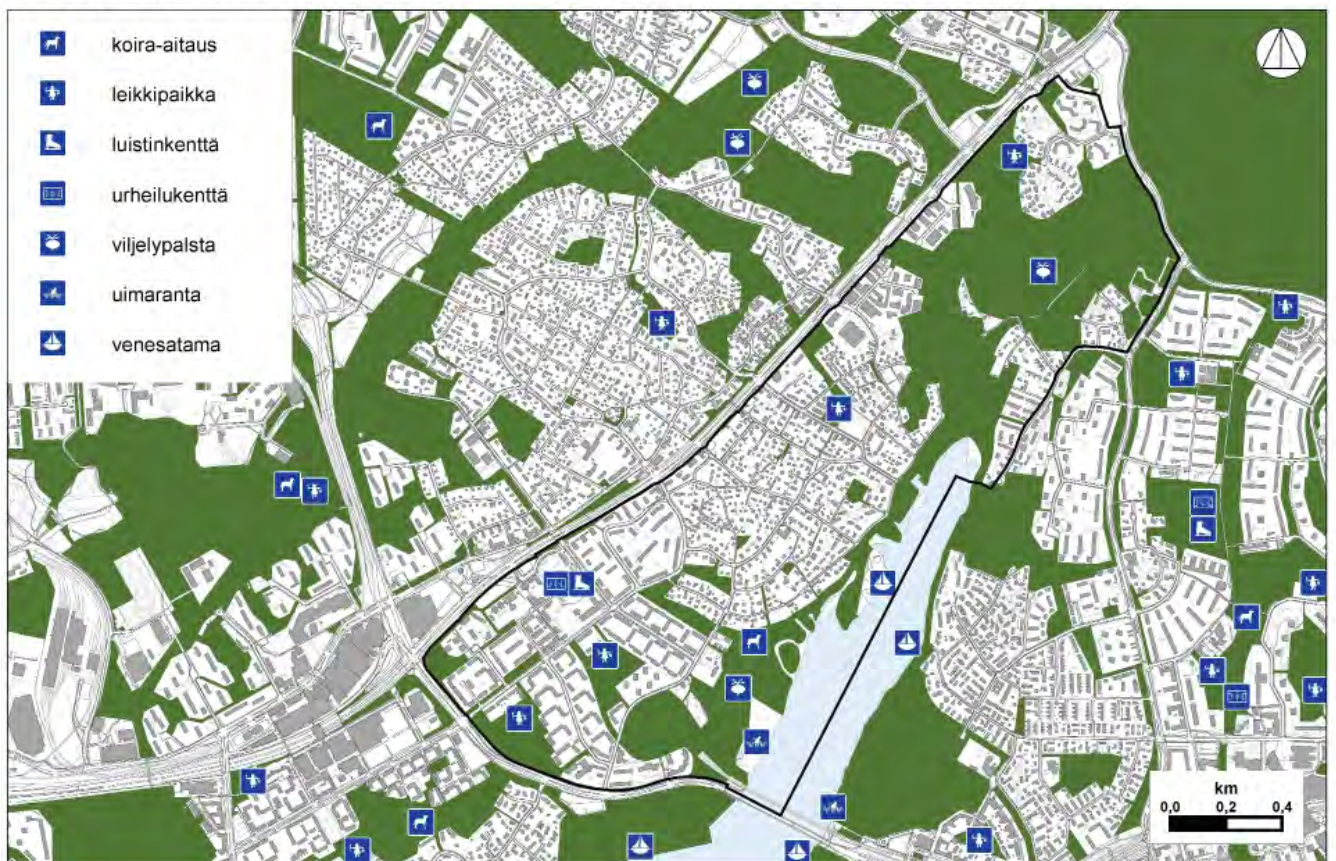 koira-aitaus
leikkipaikka
luistinkenttä
urheilukenttä
viljelypalsta
uimaranta
venesatama
km
0,0 0,2 0,4